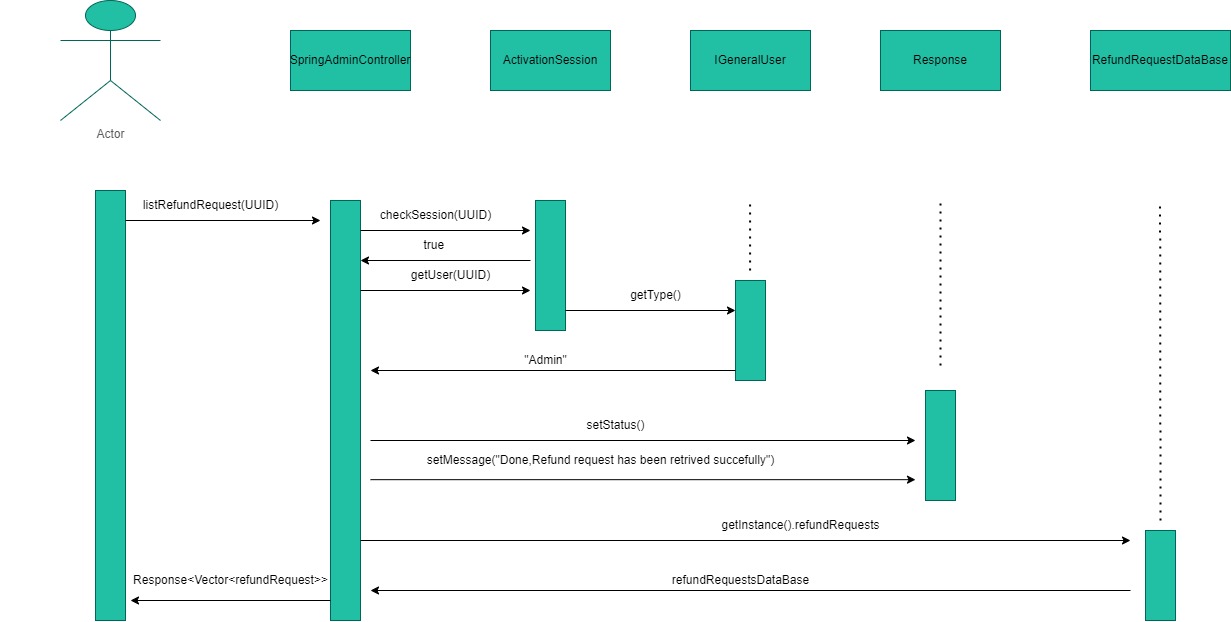 SpringAdminController
ActivationSession
IGeneralUser
Response
RefundRequestDataBase
Actor
listRefundRequest(UUID)
checkSession(UUID)
true
getUser(UUID)
getType()
"Admin"
setStatus()
setMessage("Done,Refund request has been retrived succefully")
getInstance().refundRequests
Response<Vector<refundRequest>>
refundRequestsDataBase